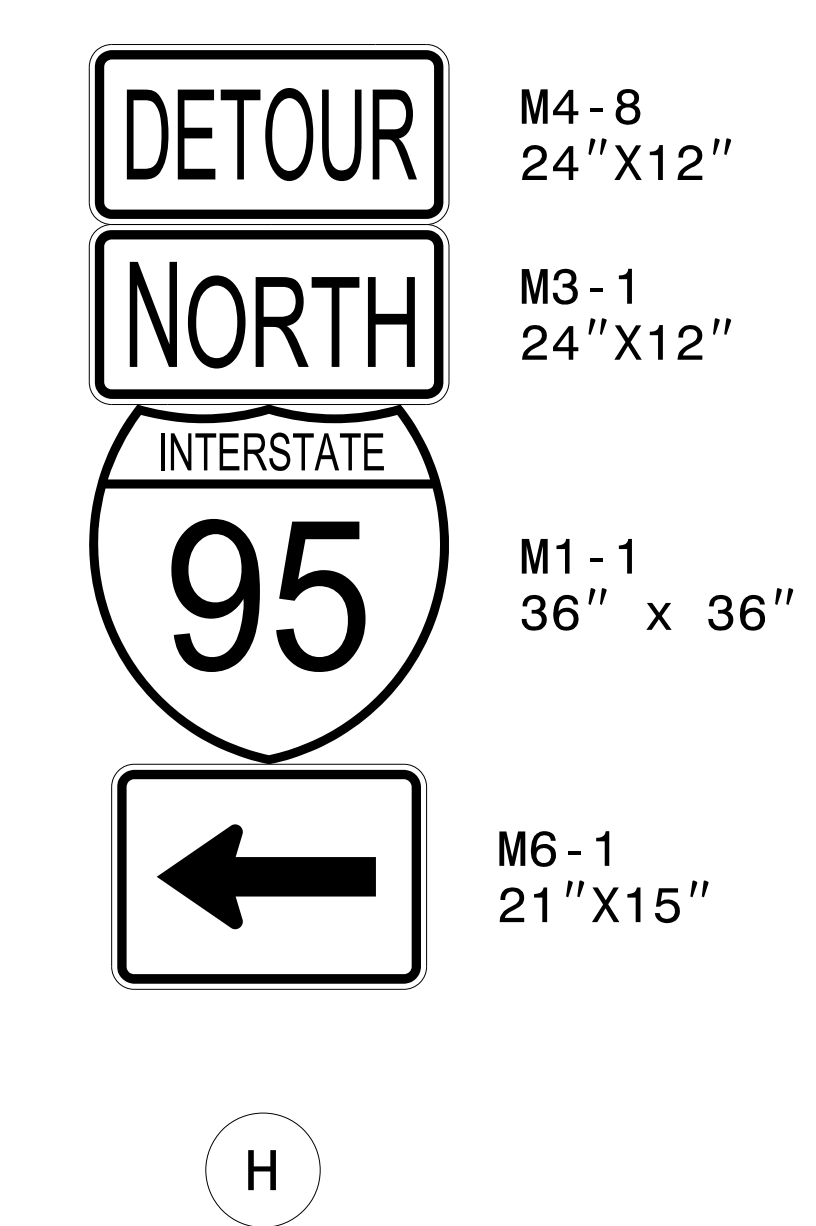 DETOUR
M4-8
24"X12"
NORTH
M3-1
24"X12"
INTERSTATE
95
M1-1
36" x 36"
M6-1
21"X15"
H